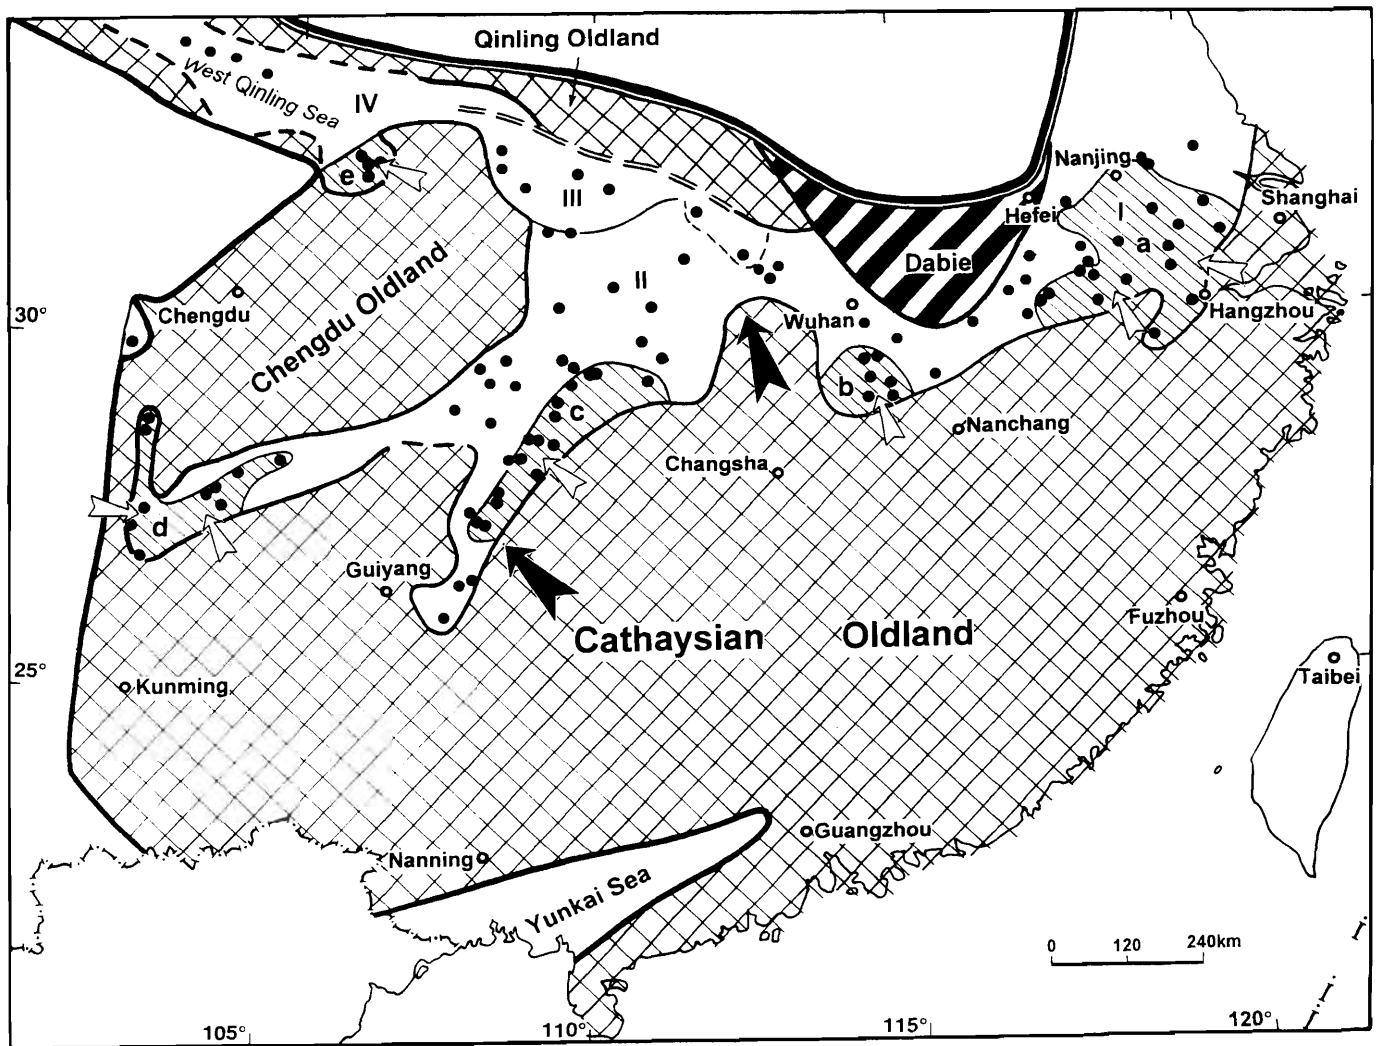 Qinling Oldland
West Qinling Sea
IV
Nanjing
e
III
I
Shanghai
Hefei
a
Chengdu Oldland
Dabie
II
30°
Chengdu
Wuhan
Hangzhou
b
c
Nanchang
Changsha
d
Guiyang
Cathaysian Oldland
Fuzhou
25°
Kunming
Taibei
Guangzhou
Nanning
Yunkai Sea
0 120 240km
105° 110° 115° 120°